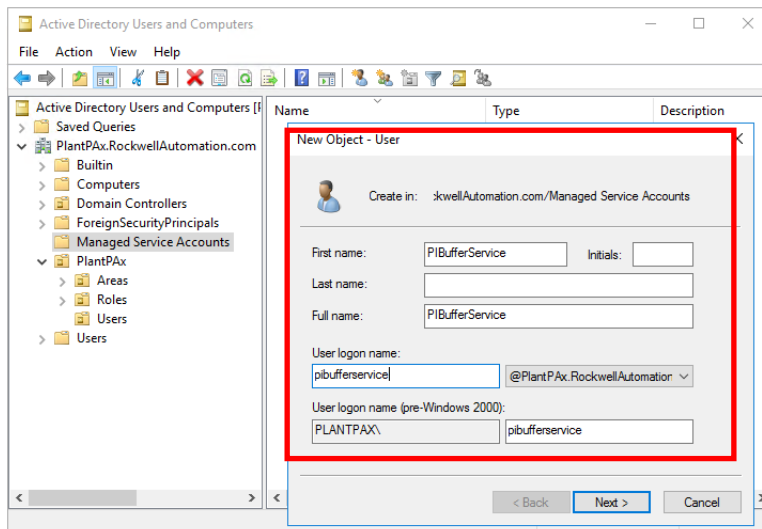 Active Directory Users and Computers
File Action View Help
Active Directory Users and Computers [F
Saved Queries
PlantPAx.RockwellAutomation.com
Builtin
Computers
Domain Controllers
ForeignSecurityPrincipals
Managed Service Accounts
PlantPAx
Areas
Roles
Users
Users
Name Type Description
New Object - User
Create in: :kwellAutomation.com/Managed Service Accounts
First name: PIBufferService Initials:
Last name:
Full name: PIBufferService
User logon name:
pibufferservice @PlantPAx.RockwellAutomation
User logon name (pre-Windows 2000):
PLANTPAX\ pibufferservice
< Back Next > Cancel